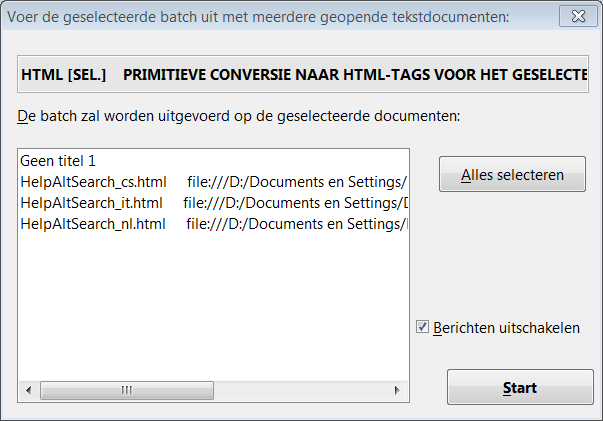 Voer de geselecteerde batch uit met meerdere geopende tekstdocumenten:
HTML [SEL.] PRIMITIEVE CONVERSIE NAAR HTML-TAGS VOOR HET GESELECTE
De batch zal worden uitgevoerd op de geselecteerde documenten:
Geen titel 1
HelpAltSearch_cs.html file:///D:/Documents en Settings/
HelpAltSearch_it.html file:///D:/Documents en Settings/D
HelpAltSearch_nl.html file:///D:/Documents en Settings/
Alles selecteren
Berichten uitschakelen
Start